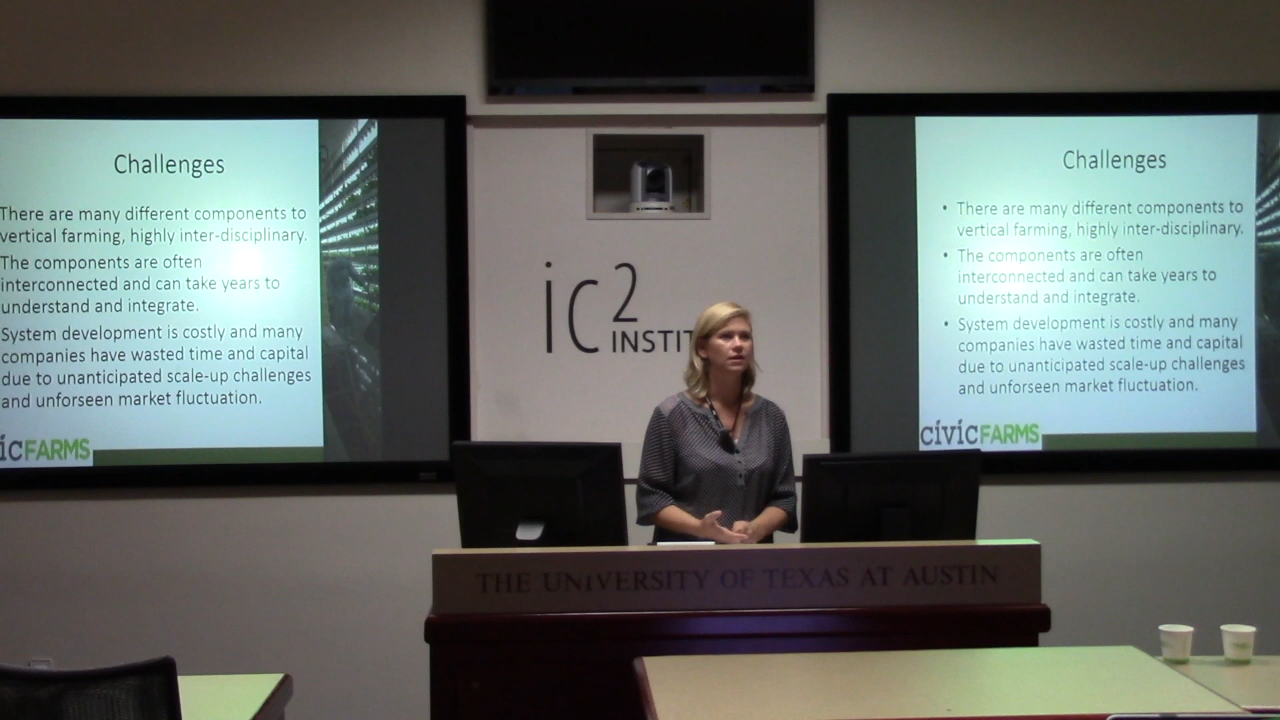 Challenges
There are many different components to
vertical farming, highly inter-disciplinary.
The components are often
interconnected and can take years to
understand and integrate.
System development is costly and many
companies have wasted time and capital
due to unanticipated scale-up challenges
and unforseen market fluctuation.
icFARMS
ic2
INSTIT
Challenges
• There are many different components to
vertical farming, highly inter-disciplinary.
• The components are often
interconnected and can take years to
understand and integrate.
• System development is costly and many
companies have wasted time and capital
due to unanticipated scale-up challenges
and unforseen market fluctuation.
civicFARMS
THE UNIVERSITY OF TEXAS AT AUSTIN